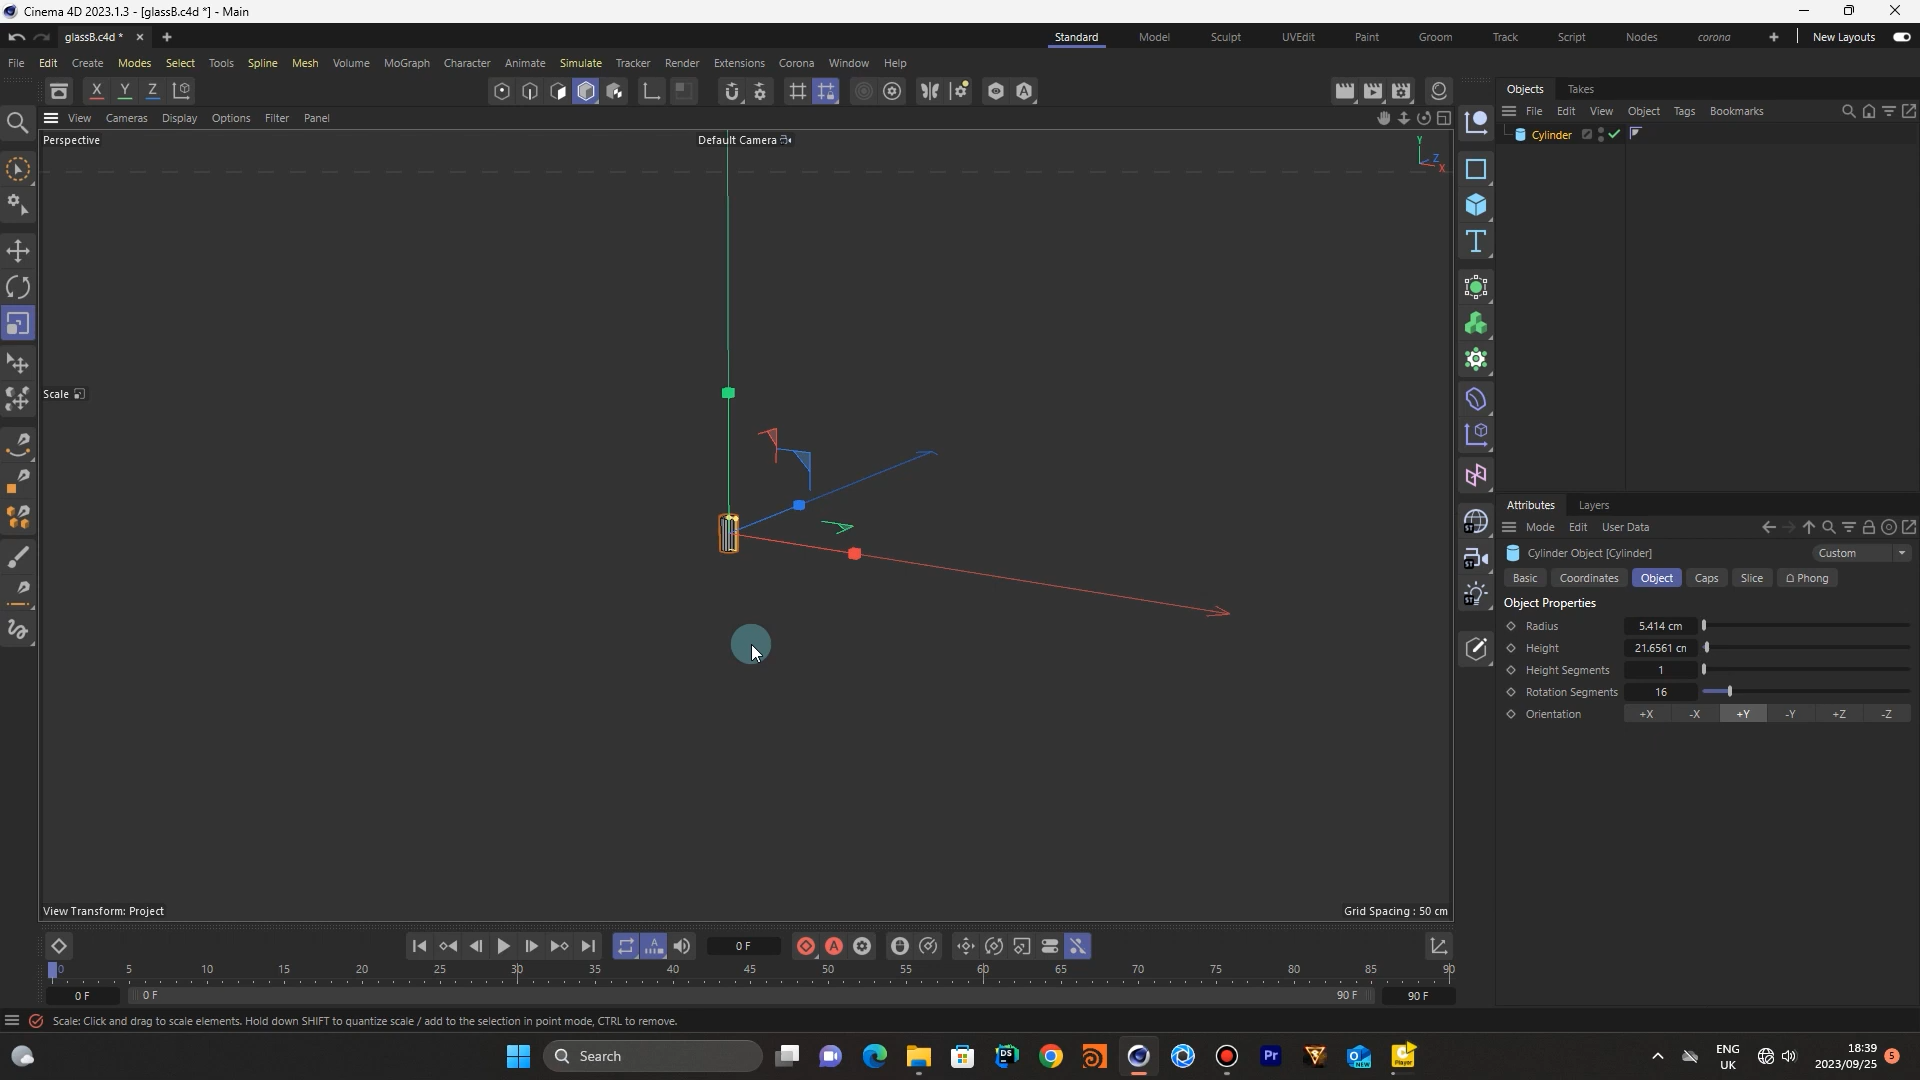 Cinema 4D 2023.1.3 - [glassB.c4d *] - Main
glassB.c4d *
Standard Model Sculpt UVEdit Paint Groom Track Script Nodes corona New Layouts
File Edit Create Modes Select Tools Spline Mesh Volume MoGraph Character Animate Simulate Tracker Render Extensions Corona Window Help
X Y Z
Objects Takes
View Cameras Display Options Filter Panel
File Edit View Object Tags Bookmarks
Perspective
Default Camera
Y
Z
X
Cylinder
Scale
Attributes Layers
Mode Edit User Data
Cylinder Object [Cylinder]
Custom
Basic Coordinates Object Caps Slice Phong
Object Properties
Radius 5.414 cm
Height 21.6561 cm
Height Segments 1
Rotation Segments 16
Orientation +X -X +Y -Y +Z -Z
View Transform: Project
Grid Spacing : 50 cm
0 F
0 5 10 15 20 25 30 35 40 45 50 55 60 65 70 75 80 85 90
0 F 0 F 90 F 90 F
Scale: Click and drag to scale elements. Hold down SHIFT to quantize scale / add to the selection in point mode, CTRL to remove.
Search
ENG
UK
18:39
2023/09/25
5